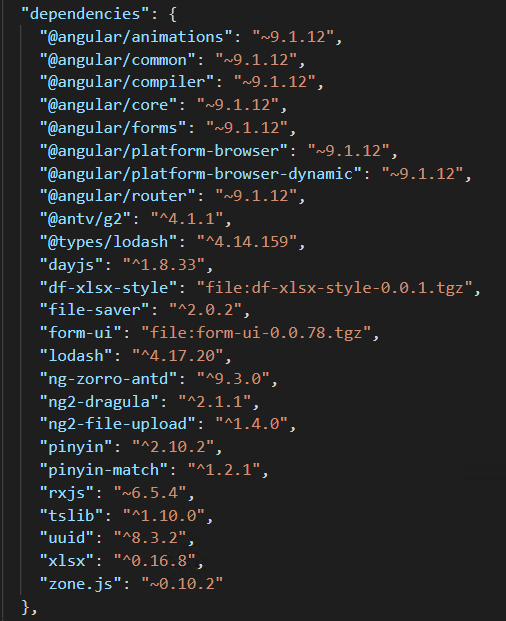 "dependencies": {
"@angular/animations": "~9.1.12",
"@angular/common": "~9.1.12",
"@angular/compiler": "~9.1.12",
"@angular/core": "~9.1.12",
"@angular/forms": "~9.1.12",
"@angular/platform-browser": "~9.1.12",
"@angular/platform-browser-dynamic": "~9.1.12",
"@angular/router": "~9.1.12",
"@antv/g2": "^4.1.1",
"@types/lodash": "^4.14.159",
"dayjs": "^1.8.33",
"df-xlsx-style": "file:df-xlsx-style-0.0.1.tgz",
"file-saver": "^2.0.2",
"form-ui": "file:form-ui-0.0.78.tgz",
"lodash": "^4.17.20",
"ng-zorro-antd": "^9.3.0",
"ng2-dragula": "^2.1.1",
"ng2-file-upload": "^1.4.0",
"pinyin": "^2.10.2",
"pinyin-match": "^1.2.1",
"rxjs": "~6.5.4",
"tslib": "^1.10.0",
"uuid": "^8.3.2",
"xlsx": "^0.16.8",
"zone.js": "~0.10.2"
},